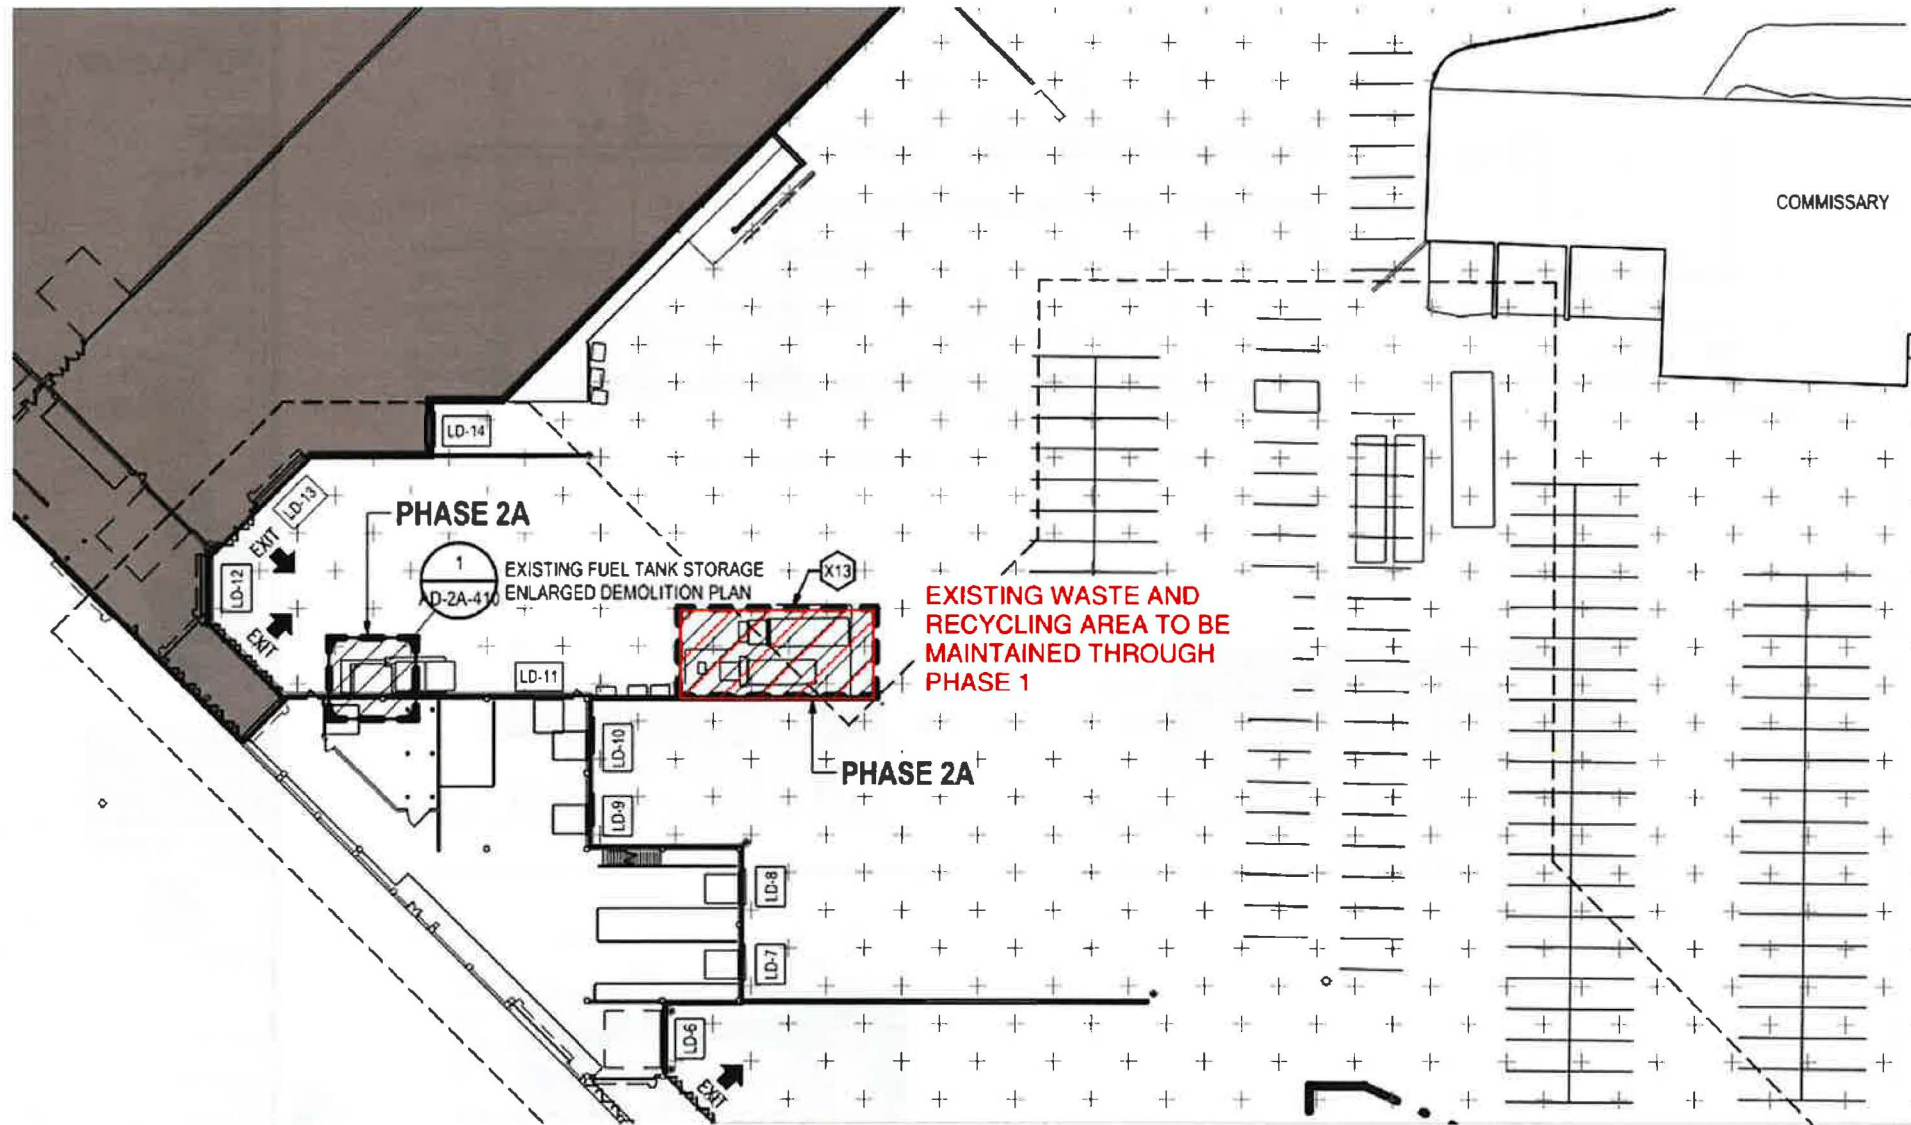 COMMISSARY
LD-14
LD-13
PHASE 2A
EXIT
LD-12
1
AD-2A-410
EXISTING FUEL TANK STORAGE
ENLARGED DEMOLITION PLAN
X13
EXISTING WASTE AND
RECYCLING AREA TO BE
MAINTAINED THROUGH
PHASE 1
EXIT
LD-11
LD-10
PHASE 2A
LD-9
LD-8
LD-7
LD-6
EXIT